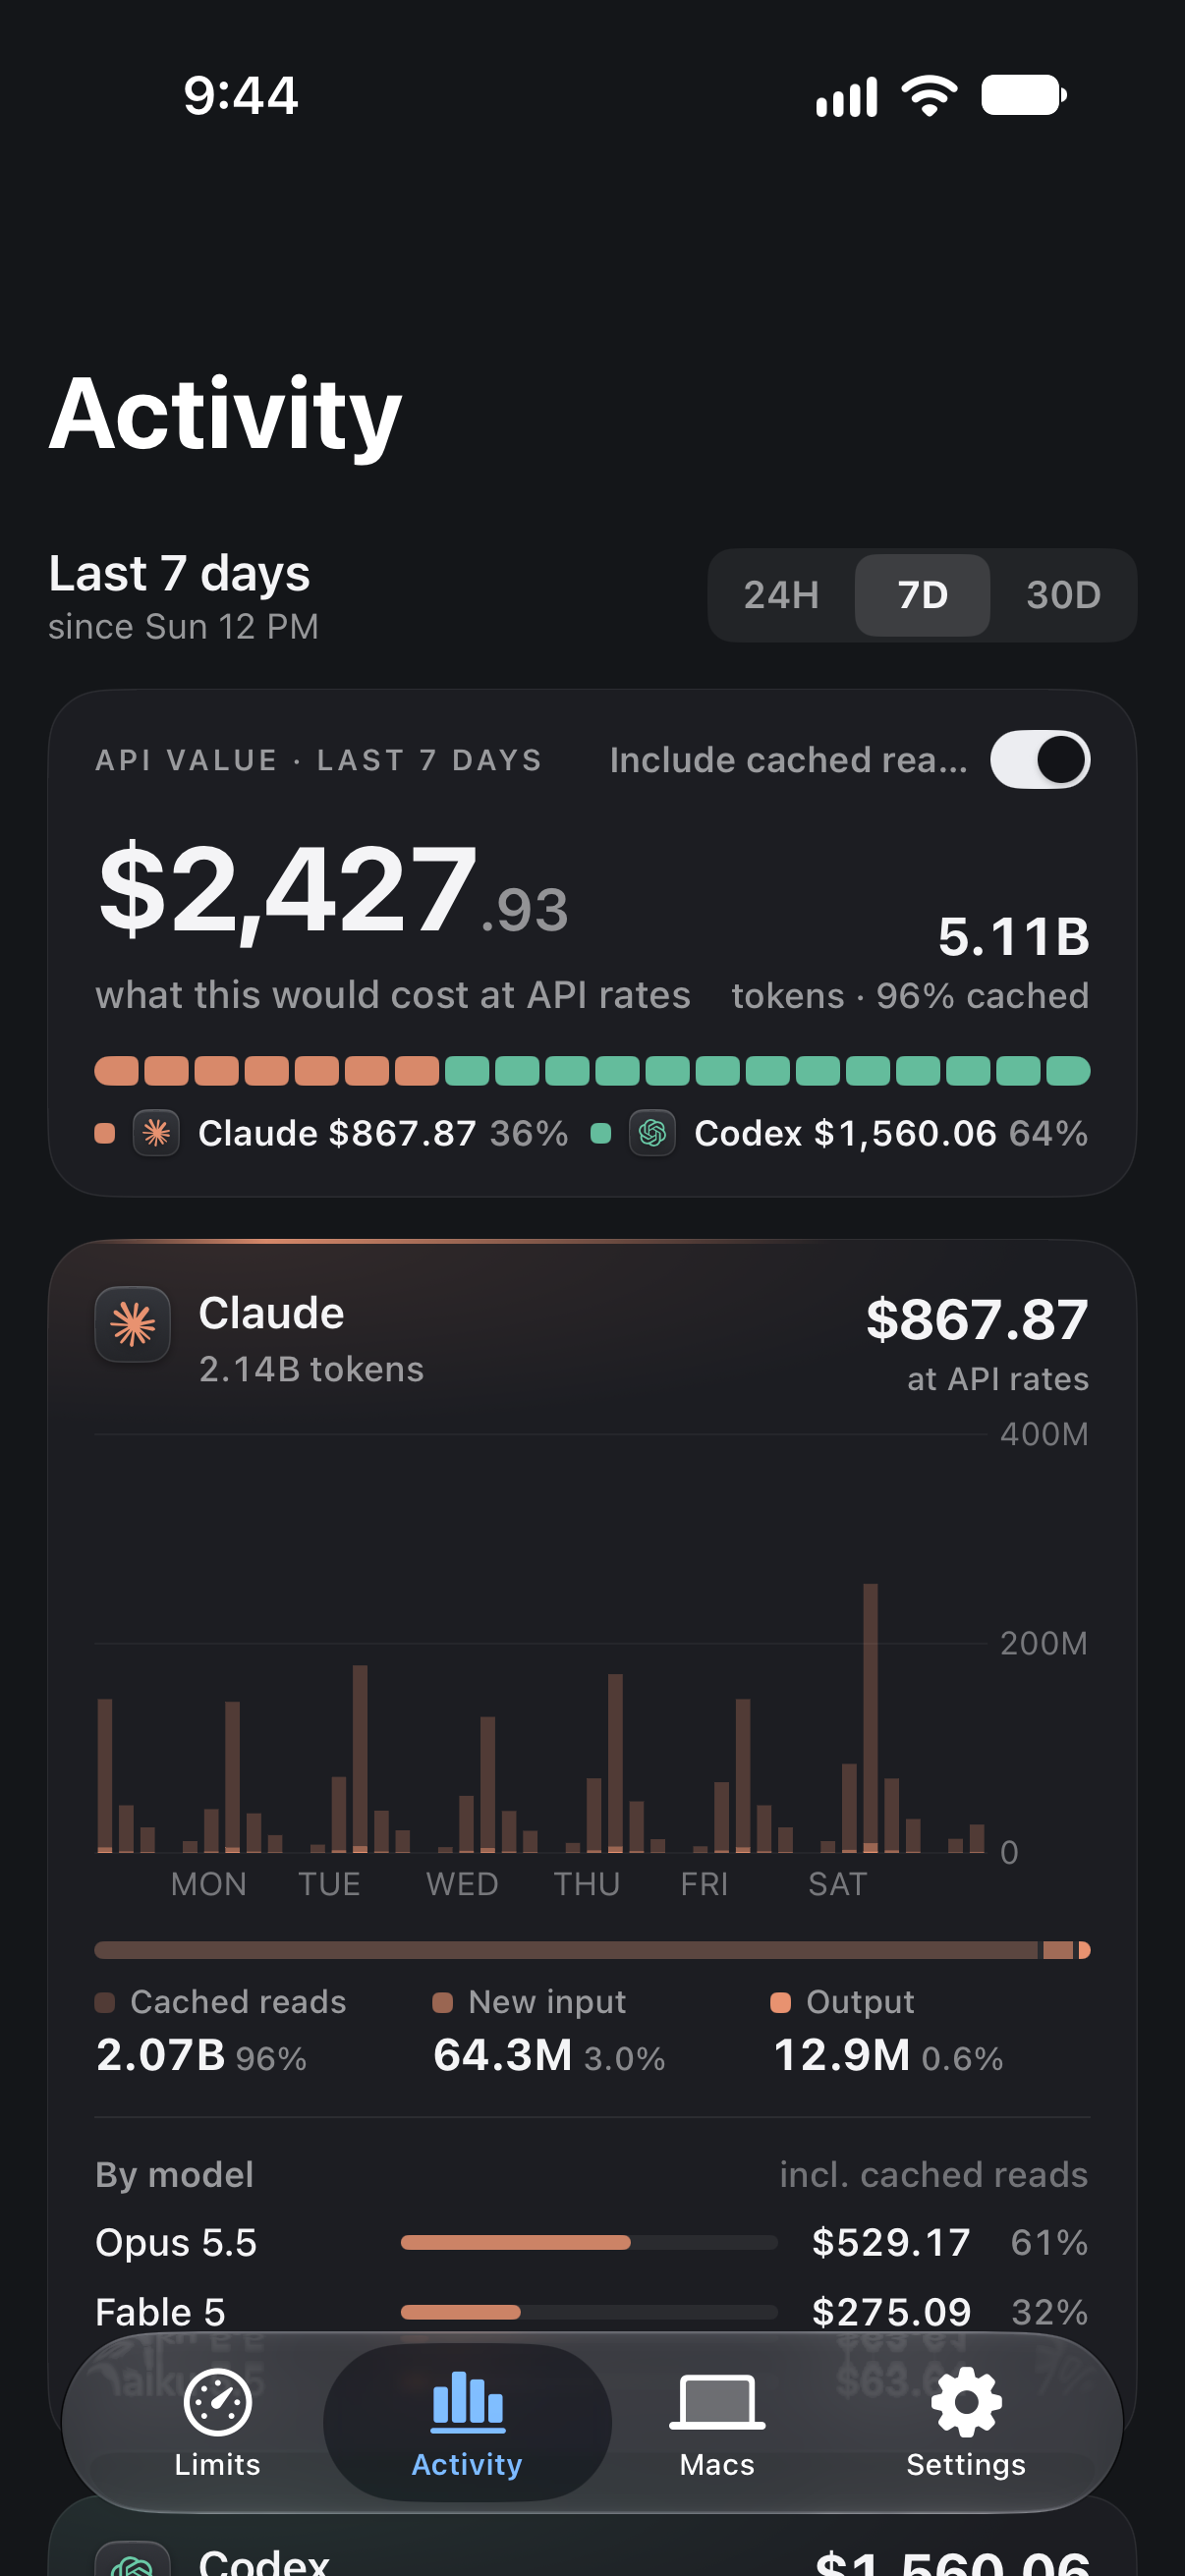 9:44
Activity
Last 7 days
since Sun 12 PM
24H 7D 30D
API VALUE · LAST 7 DAYS
Include cached rea...
$2,427.93
5.11B
what this would cost at API rates
tokens · 96% cached
Claude $867.87 36%
Codex $1,560.06 64%
Claude
$867.87
2.14B tokens
at API rates
400M
200M
0
MON TUE WED THU FRI SAT
Cached reads New input Output
2.07B 96% 64.3M 3.0% 12.9M 0.6%
By model incl. cached reads
Opus 5.5 $529.17 61%
Fable 5 $275.09 32%
Limits Activity Macs Settings
Codex $1,560.06